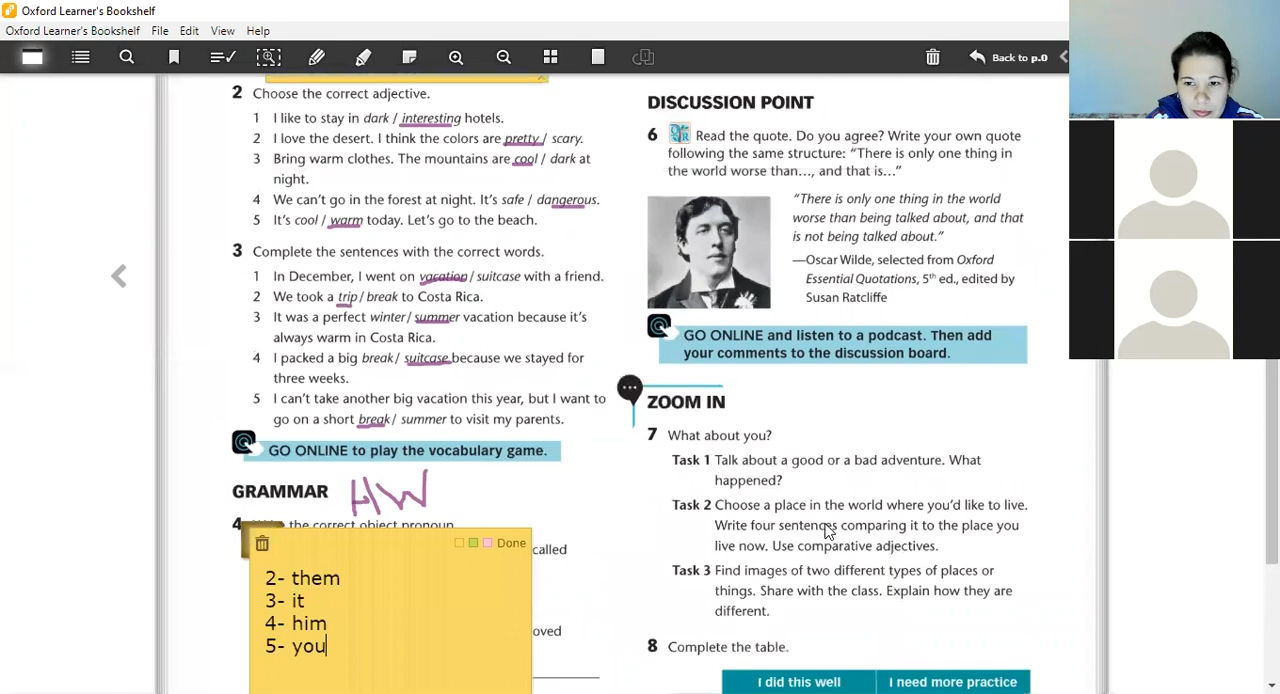 Oxford Learner's Bookshelf
Oxford Learner's Bookshelf File Edit View Help
Back to p.0
2 Choose the correct adjective.
1 I like to stay in dark / interesting hotels.
2 I love the desert. I think the colors are pretty / scary.
3 Bring warm clothes. The mountains are cool / dark at
night.
4 We can't go in the forest at night. It's safe / dangerous.
5 It's cool / warm today. Let's go to the beach.
3 Complete the sentences with the correct words.
1 In December, I went on vacation / suitcase with a friend.
2 We took a trip / break to Costa Rica.
3 It was a perfect winter / summer vacation because it's
always warm in Costa Rica.
4 I packed a big break / suitcase because we stayed for
three weeks.
5 I can't take another big vacation this year, but I want to
go on a short break / summer to visit my parents.
GO ONLINE to play the vocabulary game.
GRAMMAR HW
4 the correct object pronoun
called
Done
2- them
3- it
4- him
5- you
oved
DISCUSSION POINT
6 Read the quote. Do you agree? Write your own quote
following the same structure: "There is only one thing in
the world worse than..., and that is..."
"There is only one thing in the world
worse than being talked about, and that
is not being talked about."
—Oscar Wilde, selected from Oxford
Essential Quotations, 5th ed., edited by
Susan Ratcliffe
GO ONLINE and listen to a podcast. Then add
your comments to the discussion board.
ZOOM IN
7 What about you?
Task 1 Talk about a good or a bad adventure. What
happened?
Task 2 Choose a place in the world where you'd like to live.
Write four sentences comparing it to the place you
live now. Use comparative adjectives.
Task 3 Find images of two different types of places or
things. Share with the class. Explain how they are
different.
8 Complete the table.
I did this well I need more practice